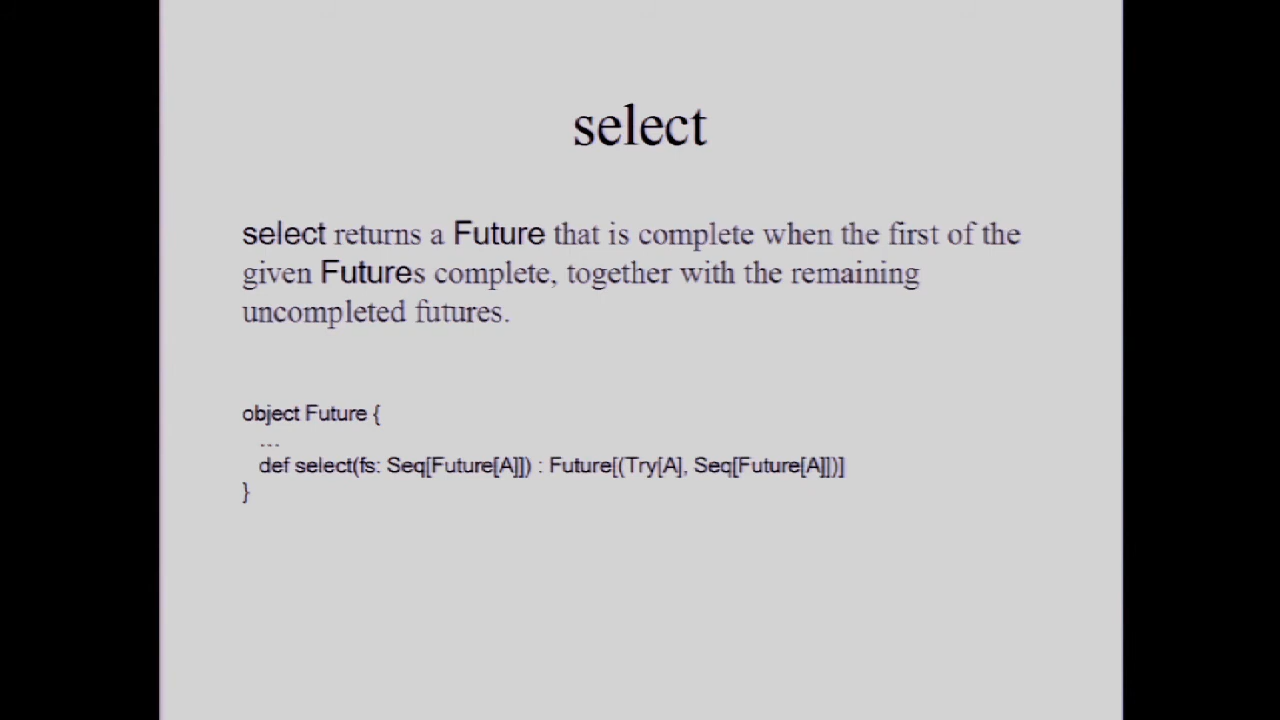 select
select returns a Future that is complete when the first of the
given Futures complete, together with the remaining
uncompleted futures.
object Future {
...
def select(fs: Seq[Future[A]]) : Future[(Try[A], Seq[Future[A]])]
}